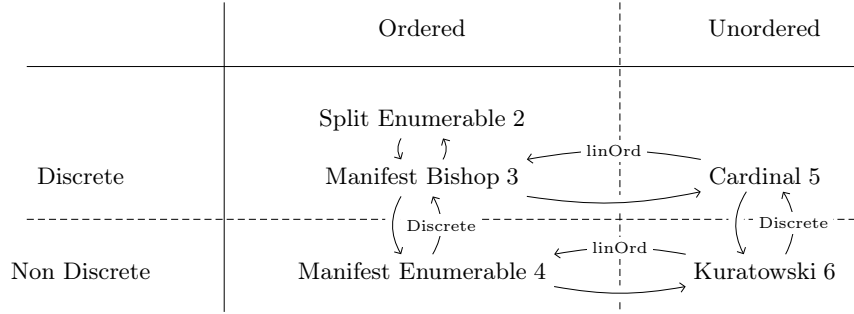 Ordered Unordered
Split Enumerable 2
linOrd
Discrete Manifest Bishop 3 Cardinal 5
Discrete Discrete
linOrd
Non Discrete Manifest Enumerable 4 Kuratowski 6